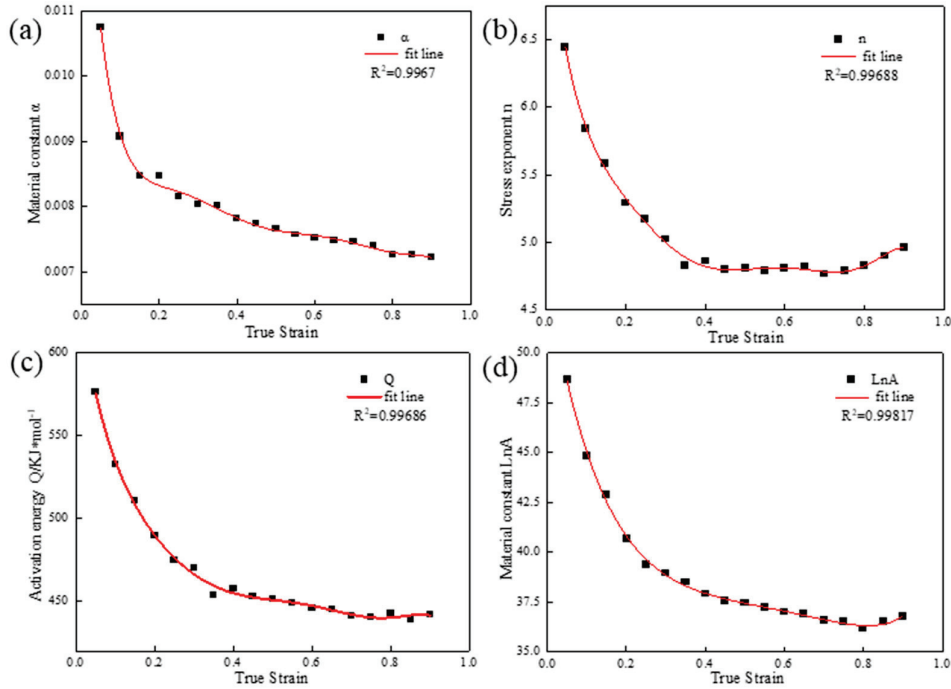 (a)
0.011
0.010
0.009
0.008
0.007
Material constant α
α
fit line
R²=0.9967
0.0 0.2 0.4 0.6 0.8 1.0
True Strain
(b)
6.5
6.0
5.5
5.0
4.5
Stress exponent n
n
fit line
R²=0.99688
0.0 0.2 0.4 0.6 0.8 1.0
True Strain
(c)
600
550
500
450
Activation energy Q/KJ*mol⁻¹
Q
fit line
R²=0.99686
0.0 0.2 0.4 0.6 0.8 1.0
True Strain
(d)
50.0
47.5
45.0
42.5
40.0
37.5
35.0
Material constant LnA
LnA
fit line
R²=0.99817
0.0 0.2 0.4 0.6 0.8 1.0
True Strain